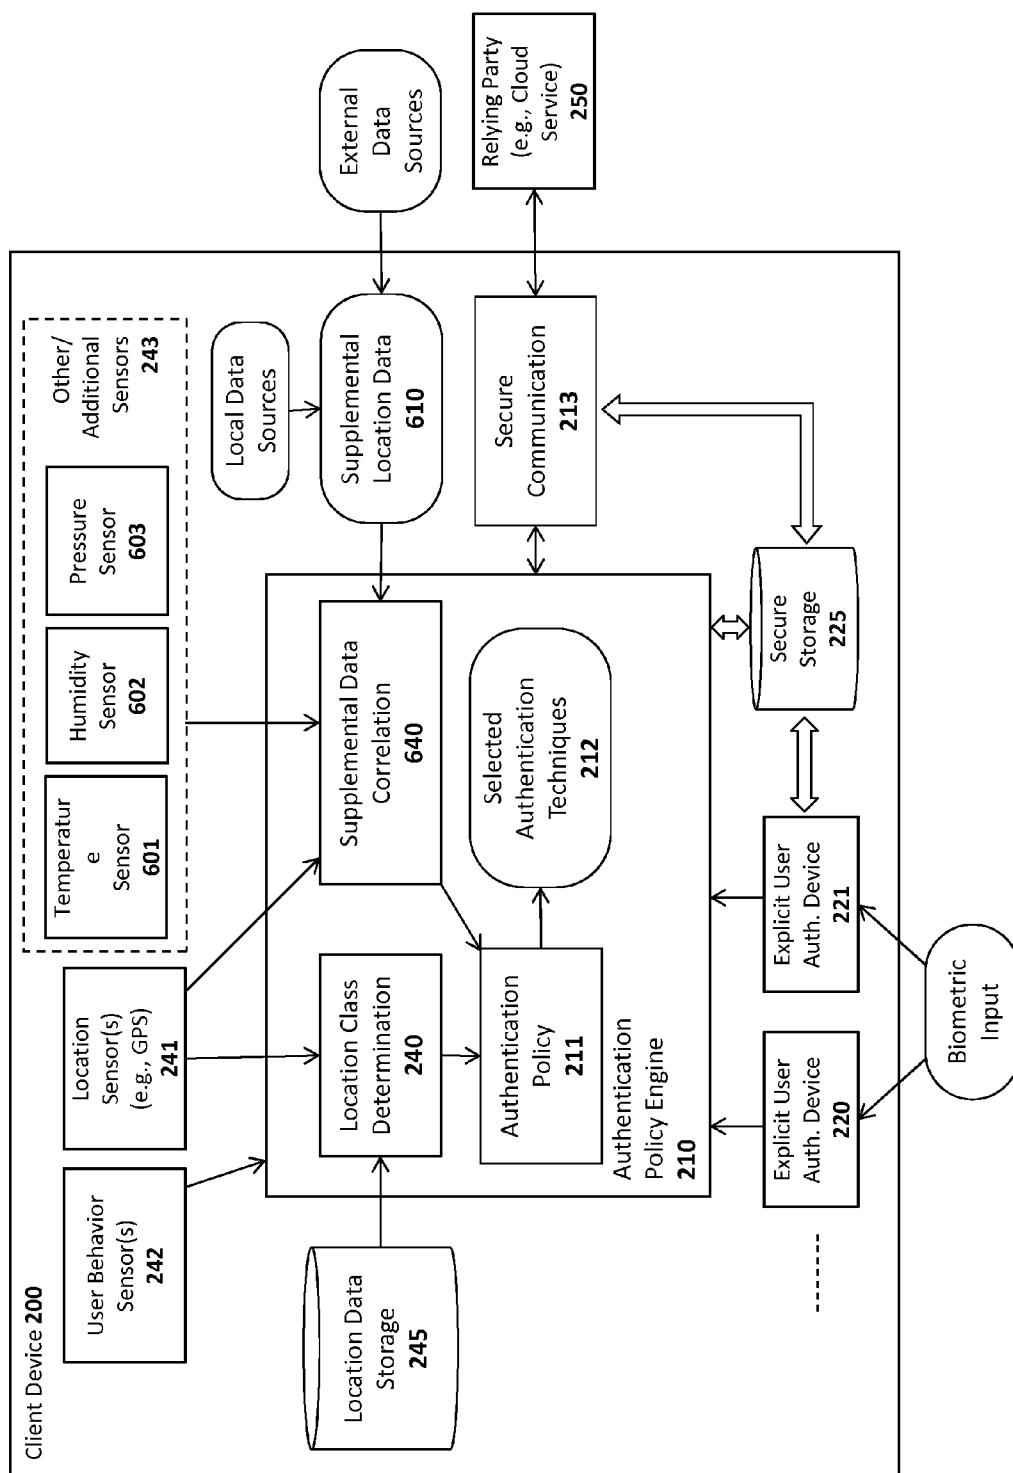 Client Device 200
User Behavior
Sensor(s)
242
Location
Sensor(s)
(e.g., GPS)
241
Temperatur
e
Sensor
601
Humidity
Sensor
602
Pressure
Sensor
603
Other/
Additional
Sensors
243
Location Data
Storage
245
Location Class
Determination
240
Supplemental Data
Correlation
640
Local Data
Sources
Supplemental
Location Data
610
External
Data
Sources
Authentication
Policy
211
Selected
Authentication
Techniques
212
Authentication
Policy Engine
210
Secure
Communication
213
Relying Party
(e.g., Cloud
Service)
250
Explicit User
Auth. Device
220
Explicit User
Auth. Device
221
Secure
Storage
225
Biometric
Input